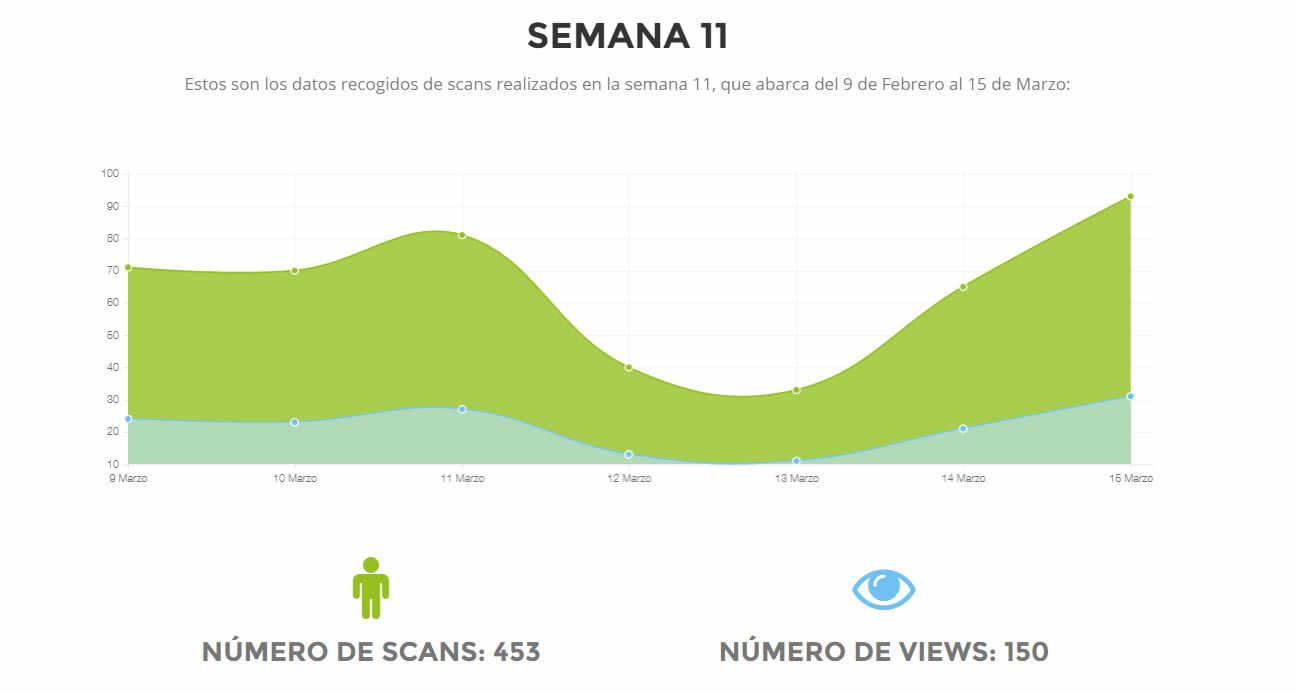 SEMANA 11
Estos son los datos recogidos de scans realizados en la semana 11, que abarca del 9 de Febrero al 15 de Marzo:
100
90
80
70
60
50
40
30
20
10
9 Marzo 10 Marzo 11 Marzo 12 Marzo 13 Marzo 14 Marzo 15 Marzo
NÚMERO DE SCANS: 453 NÚMERO DE VIEWS: 150